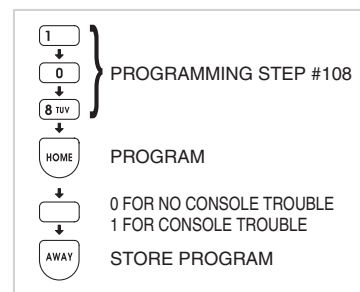 1
0
PROGRAMMING STEP #108
8 TUV
HOME PROGRAM
0 FOR NO CONSOLE TROUBLE
1 FOR CONSOLE TROUBLE
AWAY STORE PROGRAM